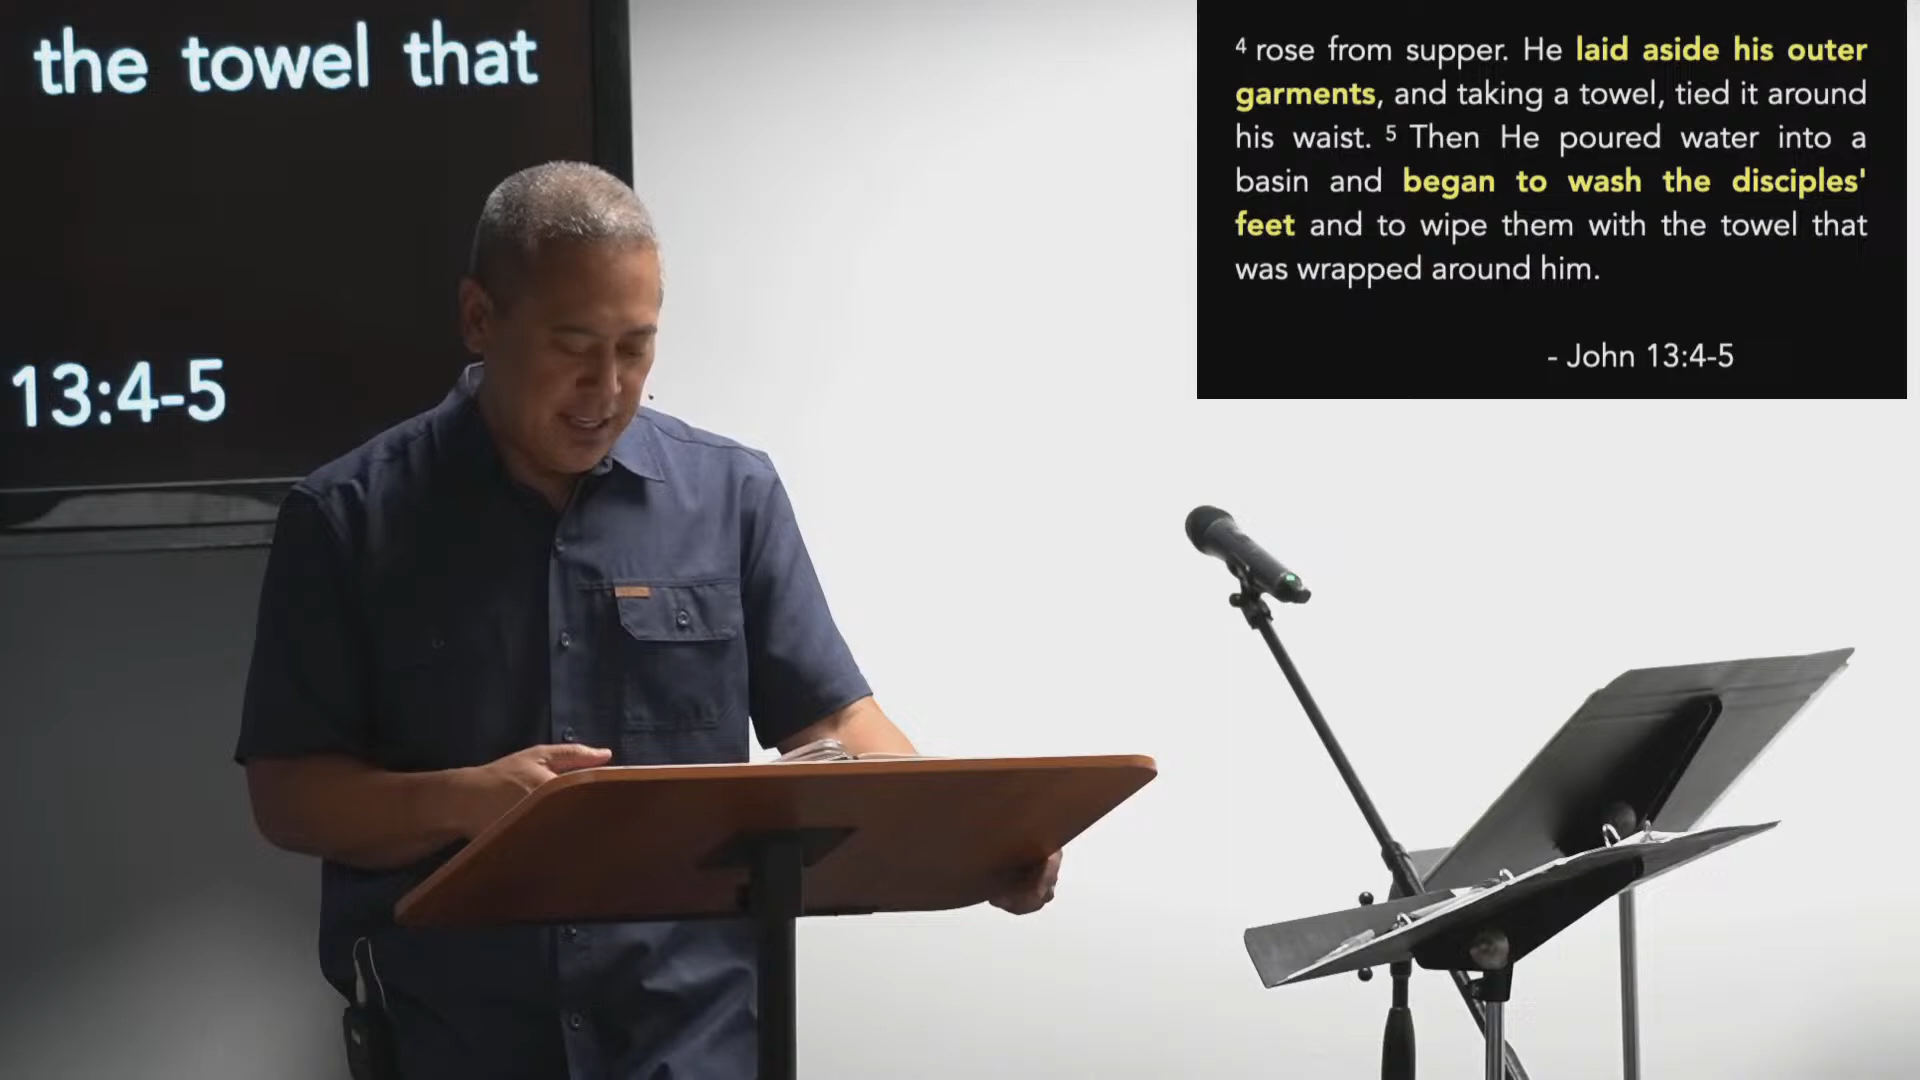 the towel that
13:4-5
4 rose from supper. He laid aside his outer
garments, and taking a towel, tied it around
his waist. 5 Then He poured water into a
basin and began to wash the disciples'
feet and to wipe them with the towel that
was wrapped around him.
- John 13:4-5